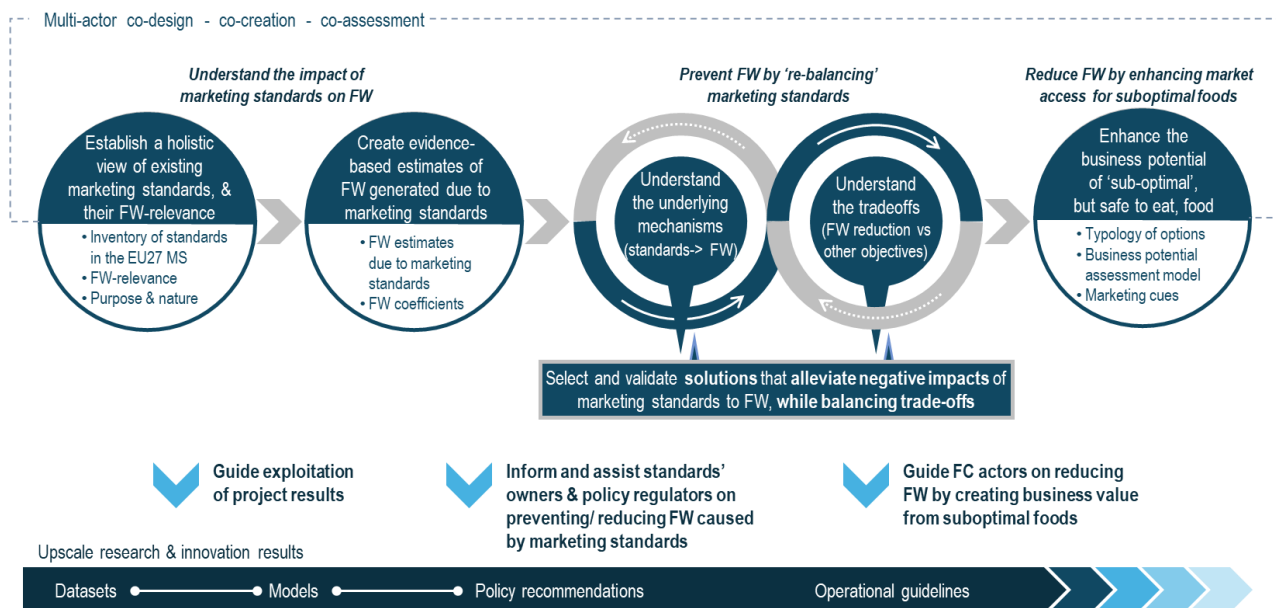 Multi-actor co-design - co-creation - co-assessment
Understand the impact of
marketing standards on FW
Establish a holistic
view of existing
marketing standards, &
their FW-relevance
• Inventory of standards
in the EU27 MS
• FW-relevance
• Purpose & nature
Create evidence-
based estimates of
FW generated due to
marketing standards
• FW estimates
due to marketing
standards
• FW coefficients
Prevent FW by ‘re-balancing’
marketing standards
Understand
the underlying
mechanisms
(standards-> FW)
Understand
the tradeoffs
(FW reduction vs
other objectives)
Select and validate solutions that alleviate negative impacts of
marketing standards to FW, while balancing trade-offs
Reduce FW by enhancing market
access for suboptimal foods
Enhance the
business potential
of ‘sub-optimal’,
but safe to eat, food
• Typology of options
• Business potential
assessment model
• Marketing cues
Guide exploitation
of project results
Inform and assist standards’
owners & policy regulators on
preventing/ reducing FW caused
by marketing standards
Guide FC actors on reducing
FW by creating business value
from suboptimal foods
Upscale research & innovation results
Datasets
Models
Policy recommendations
Operational guidelines